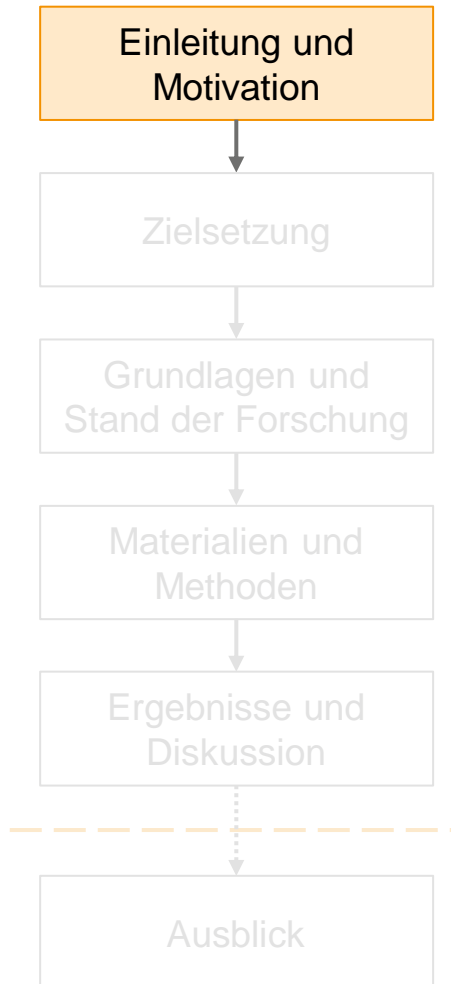 Einleitung und
Motivation
Zielsetzung
Grundlagen und
Stand der Forschung
Materialien und
Methoden
Ergebnisse und
Diskussion
Ausblick